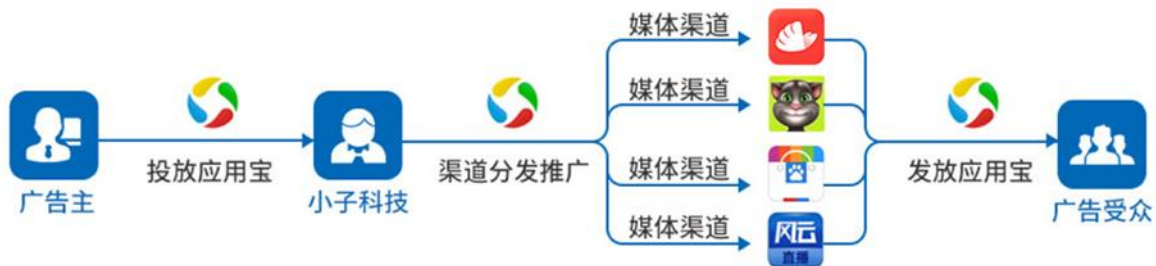 广告主
投放应用宝
小子科技
渠道分发推广
媒体渠道
媒体渠道
媒体渠道
媒体渠道
风云
直播
发放应用宝
广告受众